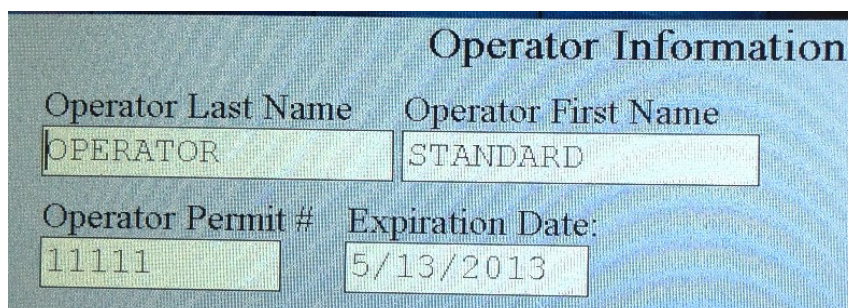 Operator Information
Operator Last Name Operator First Name
OPERATOR STANDARD
Operator Permit # Expiration Date:
11111 5/13/2013